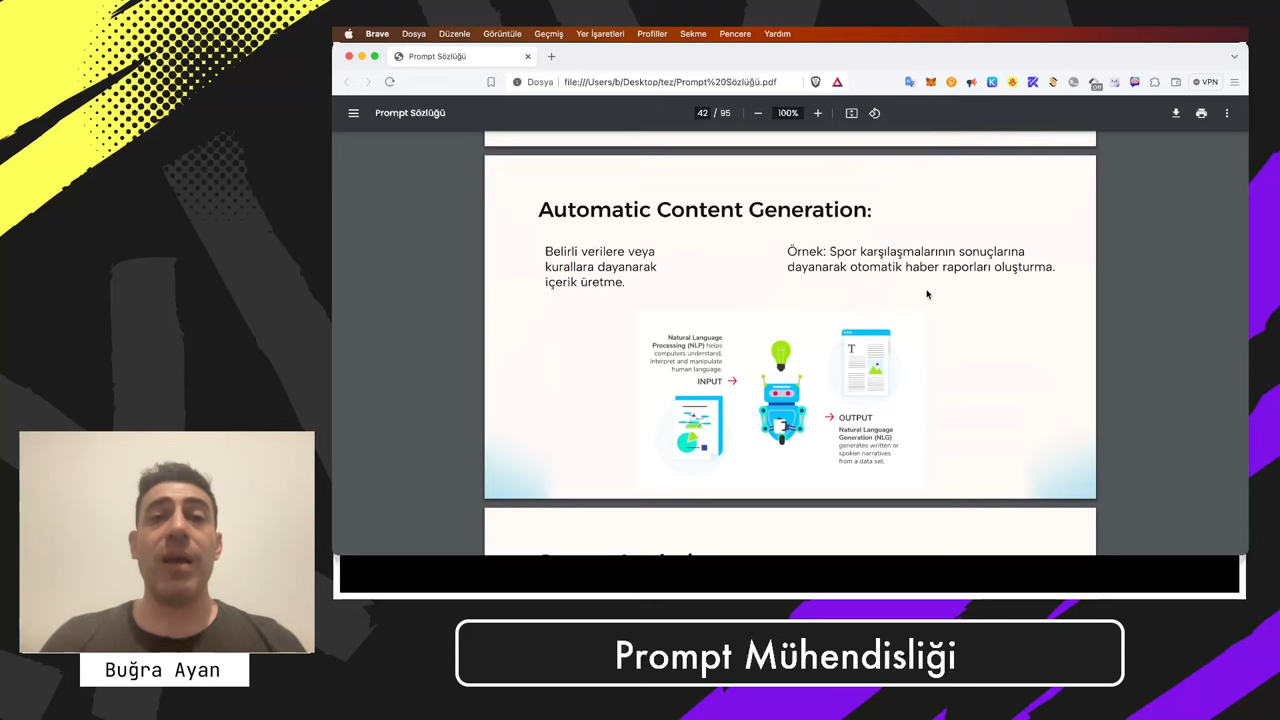 Brave Dosya Düzenle Görüntüle Geçmiş Yer İşaretleri Profiller Sekme Pencere Yardım
Prompt Sözlüğü
Dosya file:///Users/b/Desktop/tez/Prompt%20Sözlüğü.pdf
Off
VPN
Prompt Sözlüğü
42 / 95
100%
Automatic Content Generation:
Belirli verilere veya
kurallara dayanarak
içerik üretme.
Örnek: Spor karşılaşmalarının sonuçlarına
dayanarak otomatik haber raporları oluşturma.
Natural Language
Processing (NLP) helps
computers understand,
interpret and manipulate
human language.
INPUT
T
OUTPUT
Natural Language
Generation (NLG)
generates written or
spoken narratives
from a data set.
Buğra Ayan
Prompt Mühendisliği